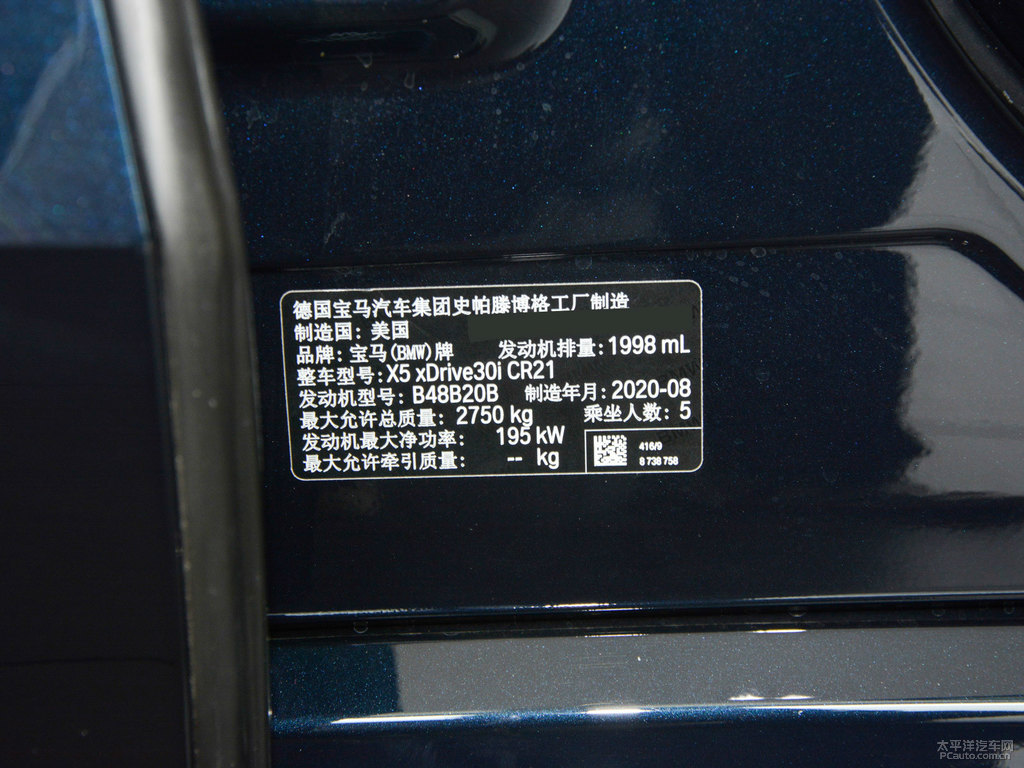 德国宝马汽车集团史帕滕博格工厂制造
制造国：美国
品牌：宝马(BMW)牌 发动机排量：1998 mL
整车型号：X5 xDrive30i CR21
发动机型号：B48B20B 制造年月：2020-08
最大允许总质量：2750 kg 乘坐人数：5
发动机最大净功率：195 kW
最大允许牵引质量：-- kg
416/9
8 738 758
太平洋汽车网
PCauto.com.cn